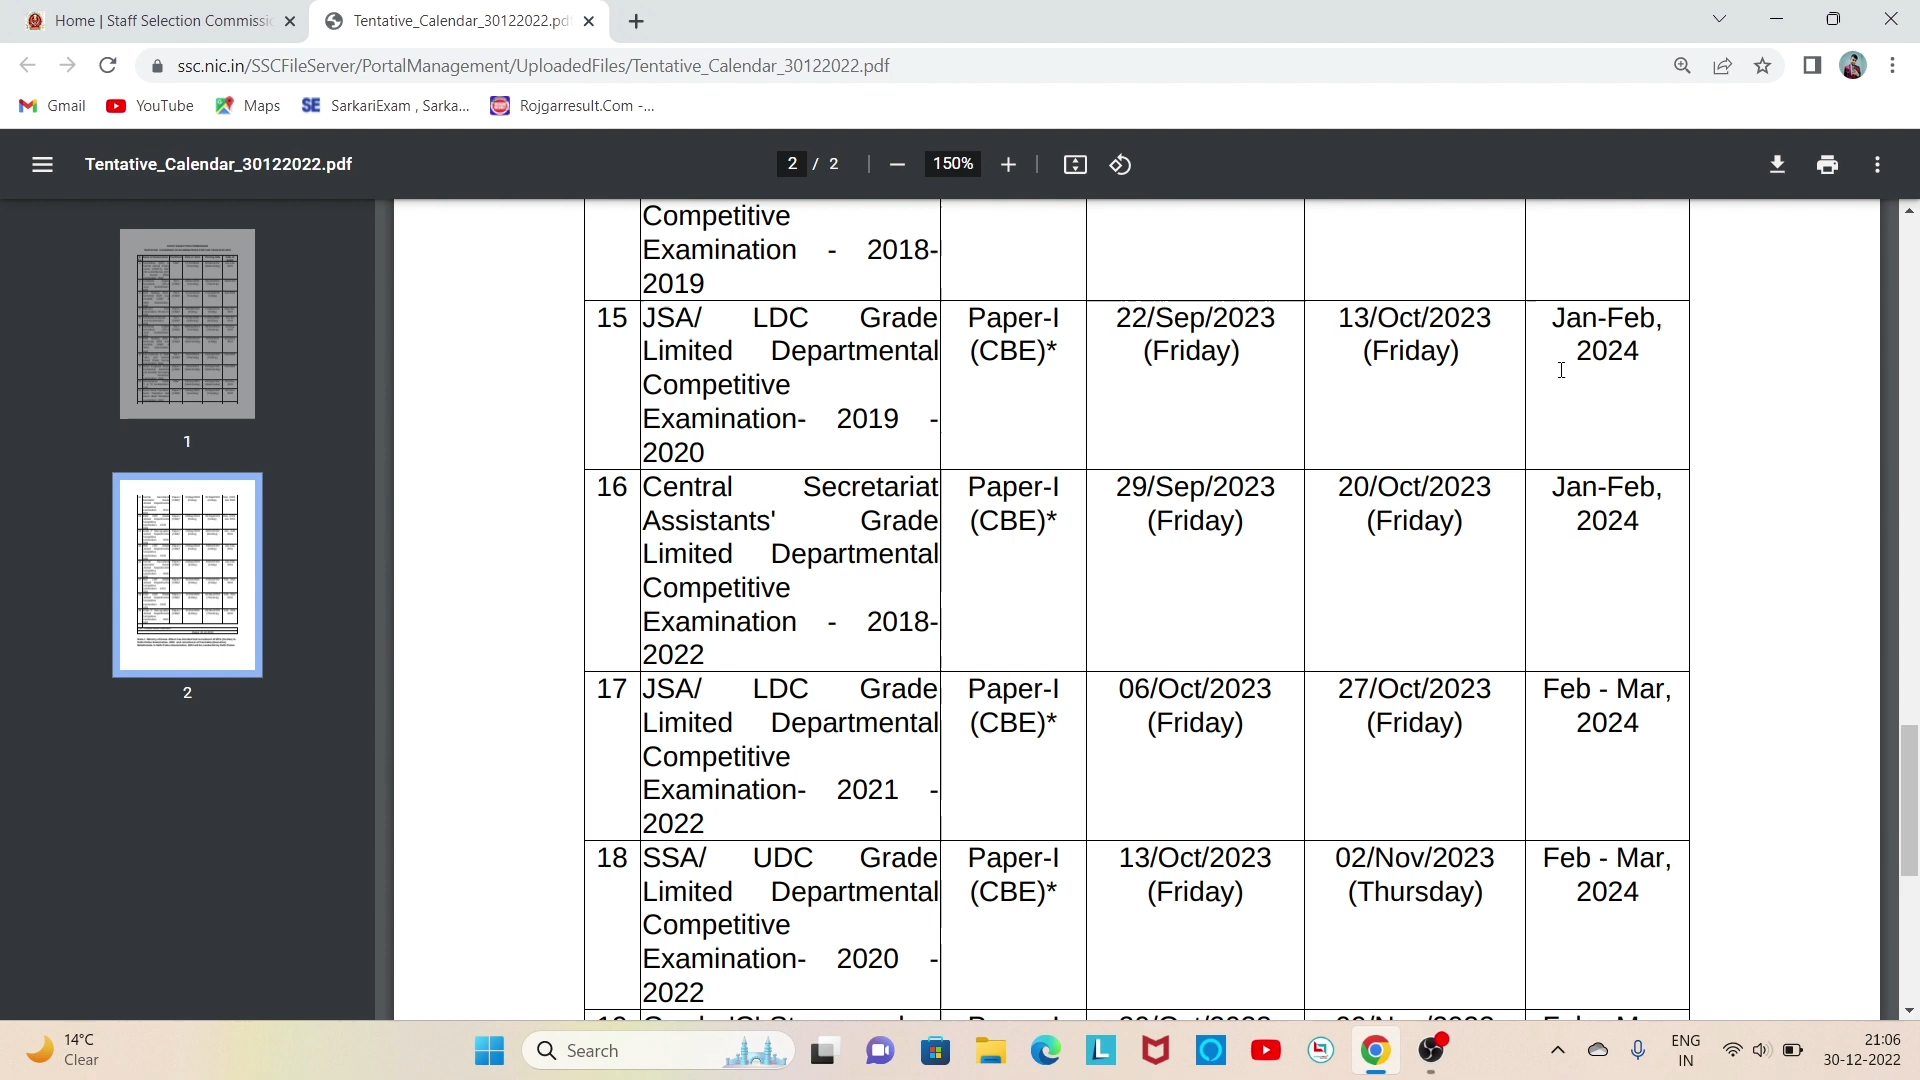 Home | Staff Selection Commissic
Tentative_Calendar_30122022.pdf
ssc.nic.in/SSCFileServer/PortalManagement/UploadedFiles/Tentative_Calendar_30122022.pdf
Gmail YouTube Maps SE SarkariExam , Sarka... Rojgarresult.Com -...
Tentative_Calendar_30122022.pdf 2 / 2 150%
1
2
Competitive
Examination - 2018-
2019
15 JSA/ LDC Grade Paper-I 22/Sep/2023 13/Oct/2023 Jan-Feb,
Limited Departmental (CBE)* (Friday) (Friday) 2024
Competitive
Examination- 2019 -
2020
16 Central Secretariat Paper-I 29/Sep/2023 20/Oct/2023 Jan-Feb,
Assistants' Grade (CBE)* (Friday) (Friday) 2024
Limited Departmental
Competitive
Examination - 2018-
2022
17 JSA/ LDC Grade Paper-I 06/Oct/2023 27/Oct/2023 Feb - Mar,
Limited Departmental (CBE)* (Friday) (Friday) 2024
Competitive
Examination- 2021 -
2022
18 SSA/ UDC Grade Paper-I 13/Oct/2023 02/Nov/2023 Feb - Mar,
Limited Departmental (CBE)* (Friday) (Thursday) 2024
Competitive
Examination- 2020 -
2022
14°C
Clear
Search
L
ENG
IN
21:06
30-12-2022